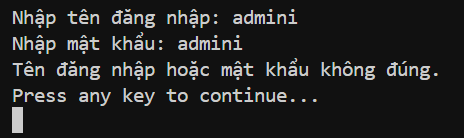 Nhập tên đăng nhập: admini
Nhập mật khẩu: admini
Tên đăng nhập hoặc mật khẩu không đúng.
Press any key to continue...